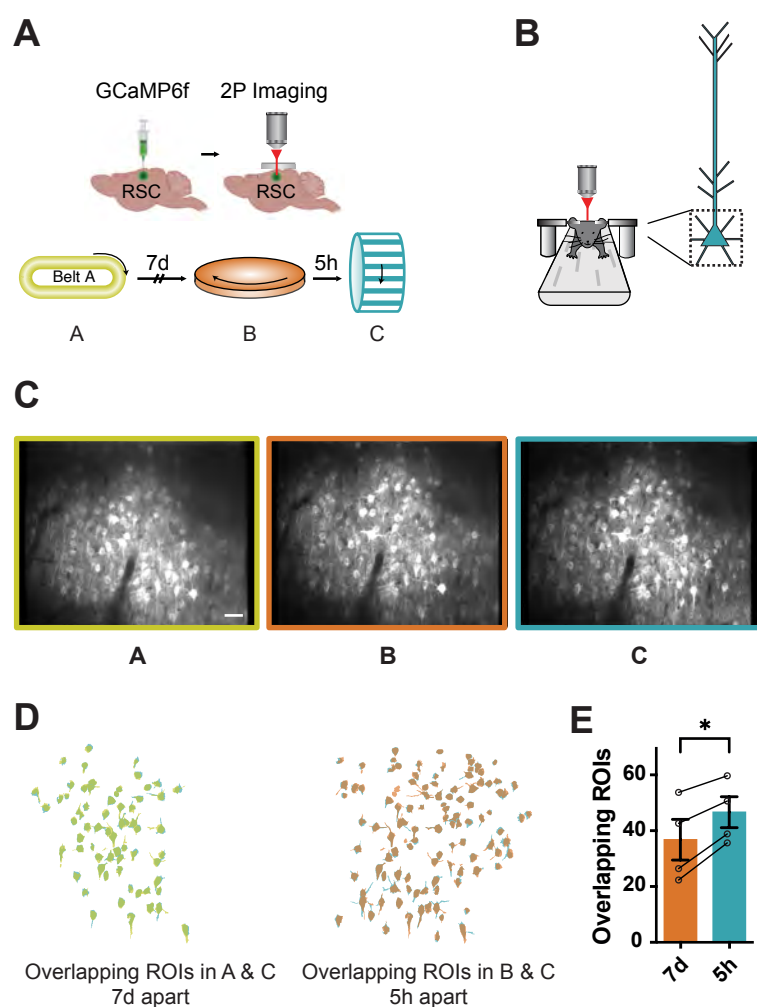 A
GCaMP6f
2P Imaging
RSC
RSC
Belt A
7d
5h
A
B
C
B
C
A
B
C
D
Overlapping ROIs in A & C
7d apart
Overlapping ROIs in B & C
5h apart
E
*
Overlapping ROIs
60
40
20
0
7d
5h